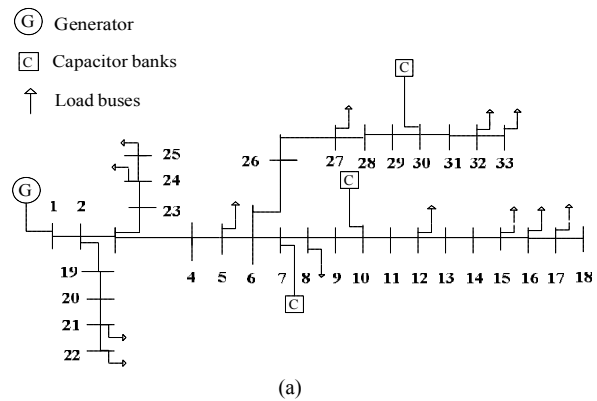 G Generator
C Capacitor banks
Load buses
C
25
24
26
27 28 29 30 31 32 33
C
G
1 2
23
4 5 6 7 8 9 10 11 12 13 14 15 16 17 18
19
C
20
21
22
(a)